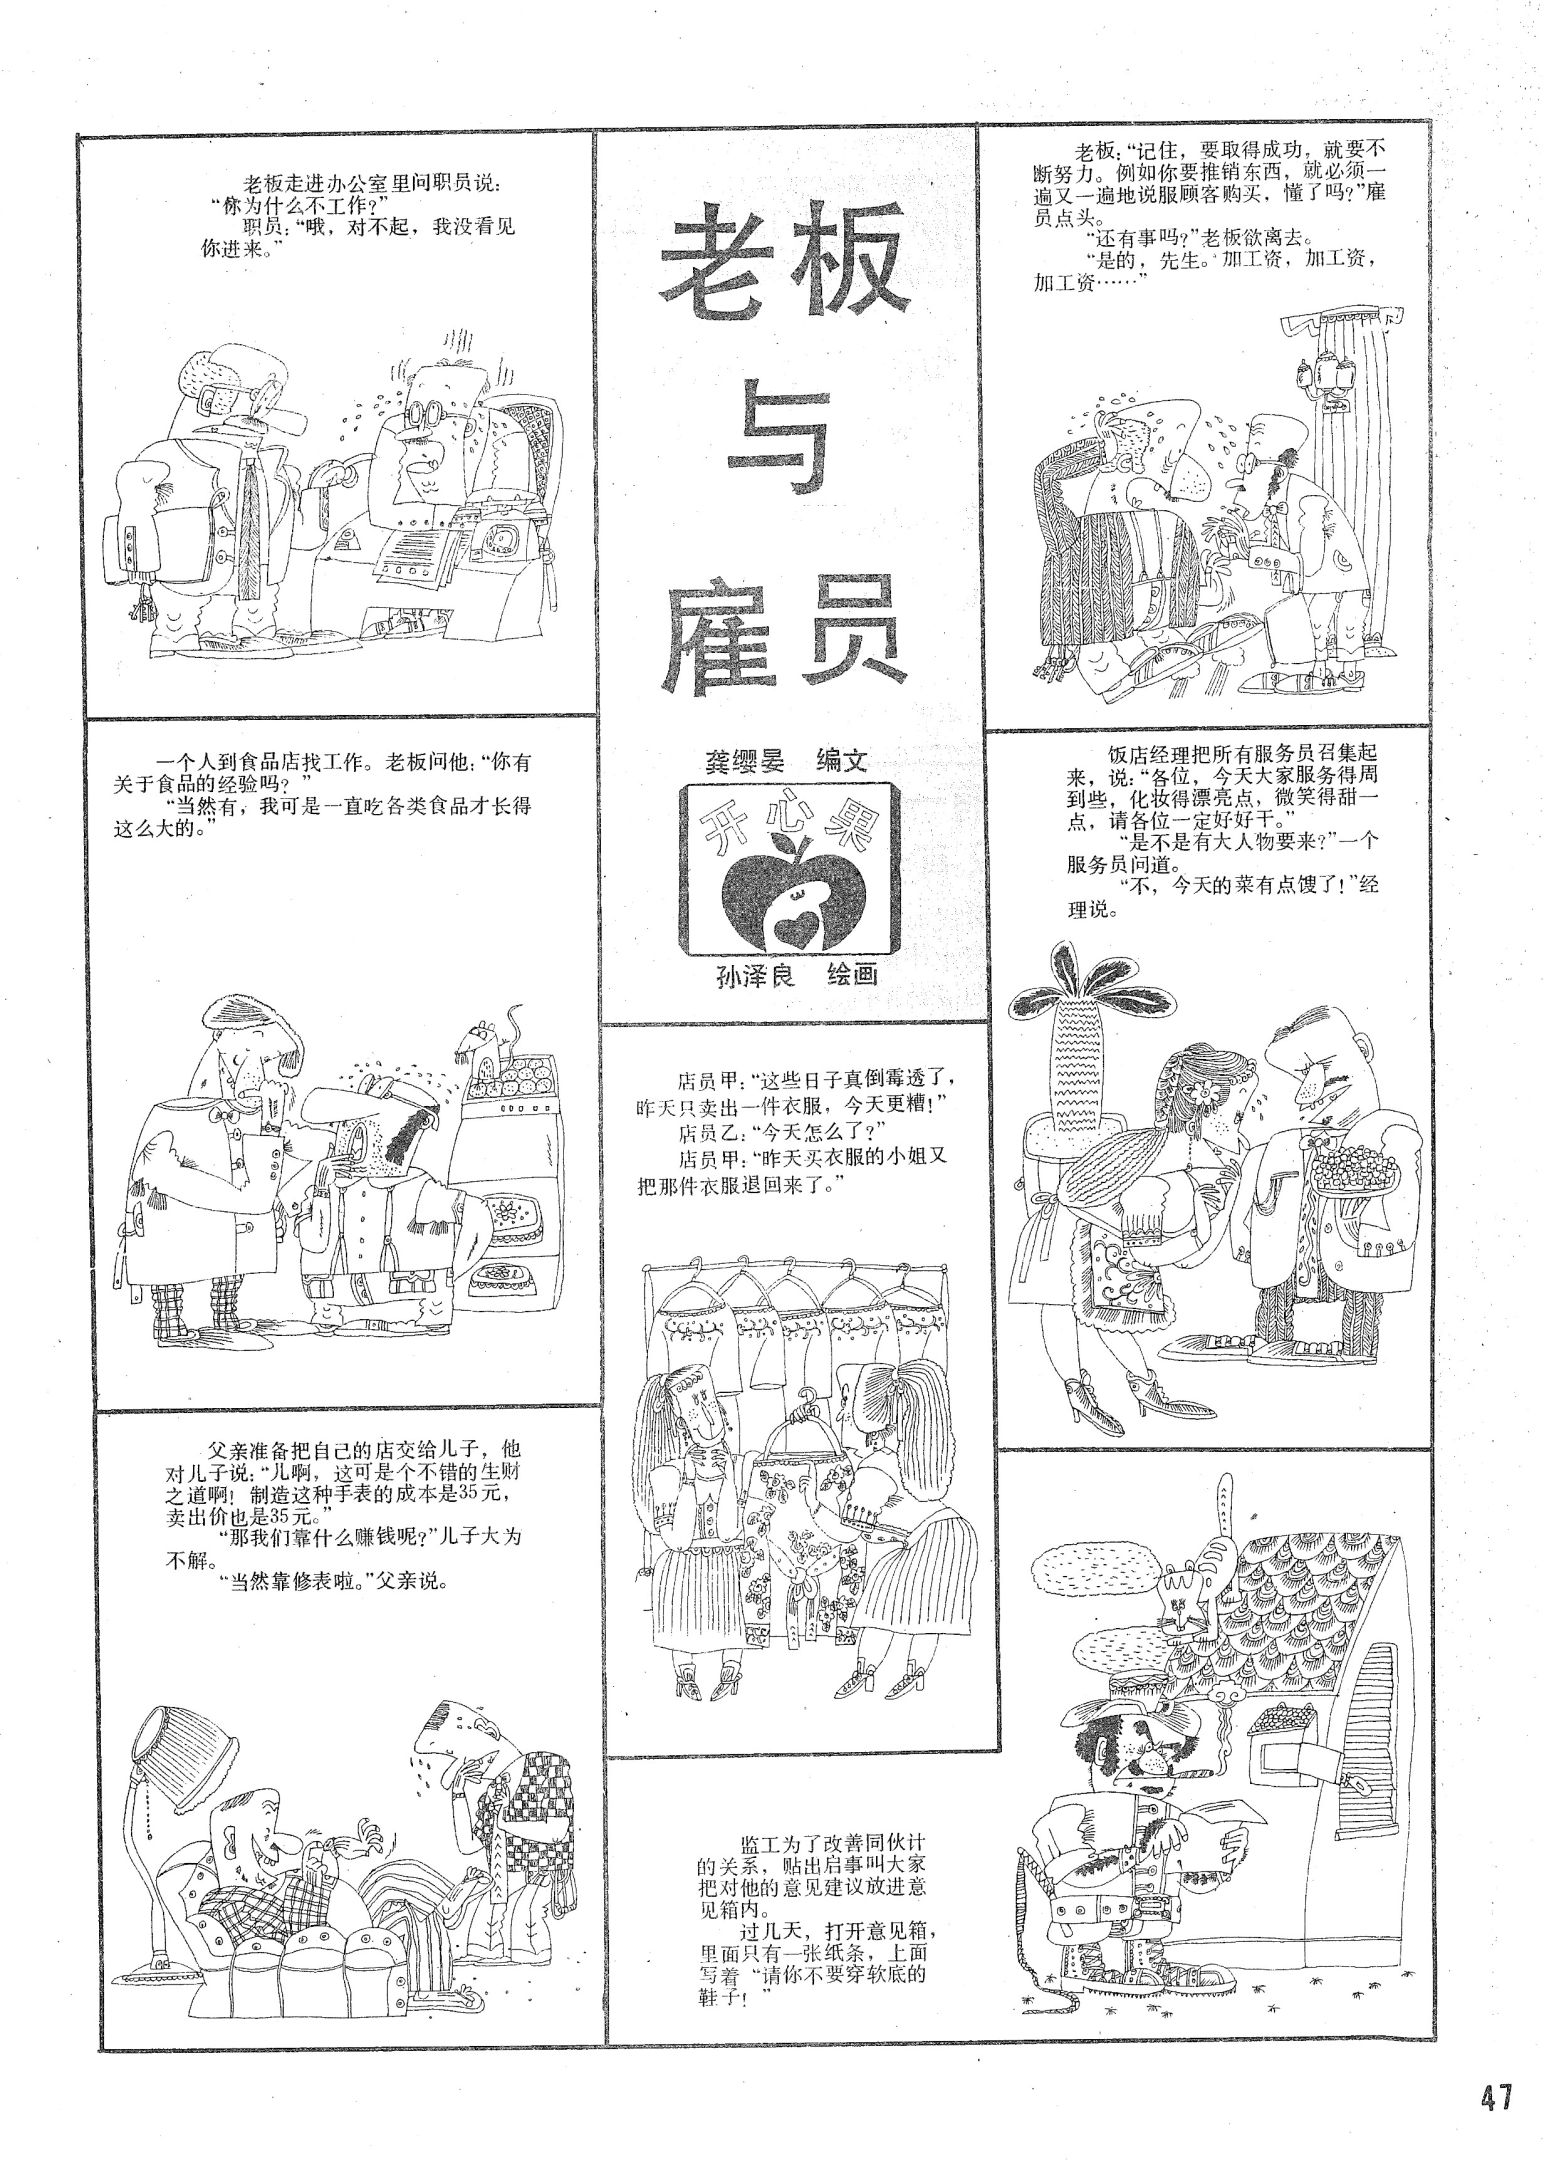 老板与雇员
龚缨晏 编文
开心果
孙泽良 绘画
老板走进办公室里问职员说：
“你为什么不工作？”
职员：“哦，对不起，我没看见
你进来。”
一个人到食品店找工作。老板问他：“你有
关于食品的经验吗？”
“当然有，我可是一直吃各类食品才长得
这么大的。”
父亲准备把自己的店交给儿子，他
对儿子说：“儿啊，这可是个不错的生财
之道啊！制造这种手表的成本是35元，
卖出价也是35元。”
“那我们靠什么赚钱呢？”儿子大为
不解。
“当然靠修表啦。”父亲说。
店员甲：“这些日子真倒霉透了，
昨天只卖出一件衣服，今天更糟！”
店员乙：“今天怎么了？”
店员甲：“昨天买衣服的小姐又
把那件衣服退回来了。”
老板：“记住，要取得成功，就要不
断努力。例如你要推销东西，就必须一
遍又一遍地说服顾客购买，懂了吗？”雇
员点头。
“还有事吗？”老板欲离去。
“是的，先生。加工资，加工资，
加工资……”
饭店经理把所有服务员召集起
来，说：“各位，今天大家服务得周
到些，化妆得漂亮点，微笑得甜一
点，请各位一定好好干。”
“是不是有大人物要来？”一个
服务员问道。
“不，今天的菜有点馊了！”经
理说。
监工为了改善同伙计
的关系，贴出启事叫大家
把对他的意见建议放进意
见箱内。
过几天，打开意见箱，
里面只有一张纸条，上面
写着“请你不要穿软底的
鞋子！”
47